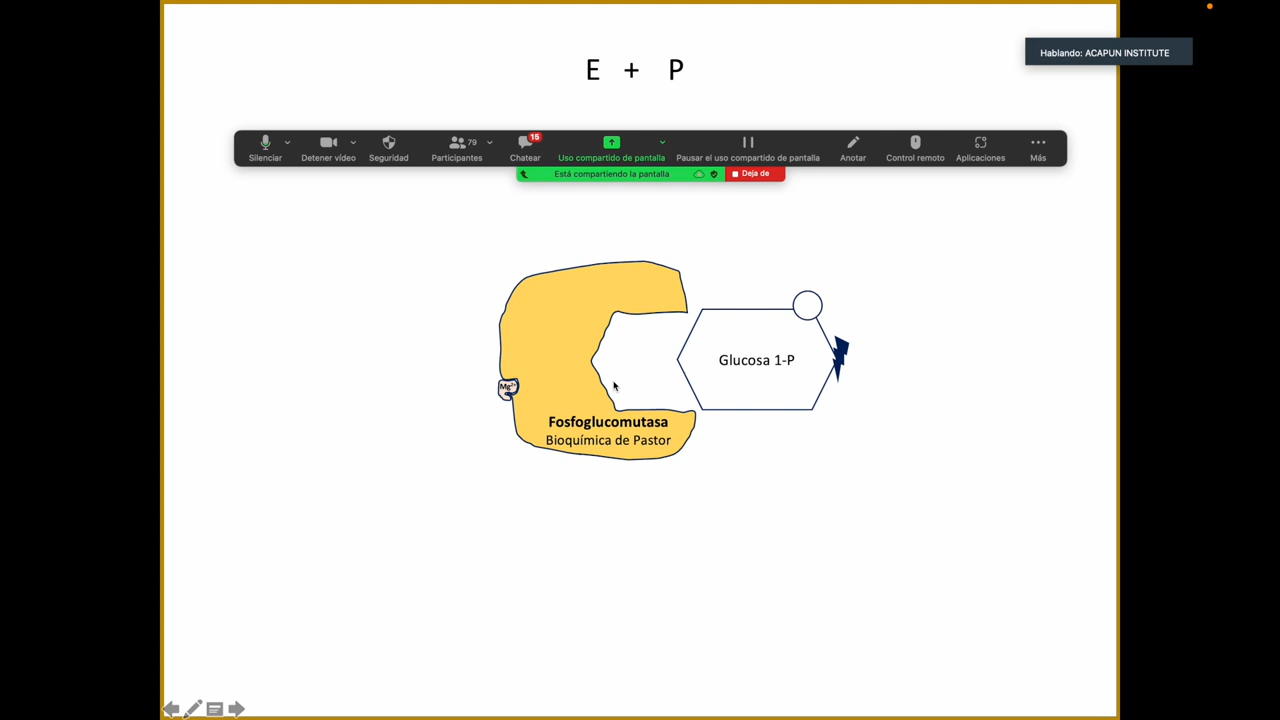 E + P
Hablando: ACAPUN INSTITUTE
Silenciar
Detener vídeo
Seguridad
79
Participantes
15
Chatear
Uso compartido de pantalla
Pausar el uso compartido de pantalla
Anotar
Control remoto
Aplicaciones
Más
Está compartiendo la pantalla
Deja de
Glucosa 1-P
Mg²⁺
Fosfoglucomutasa
Bioquímica de Pastor